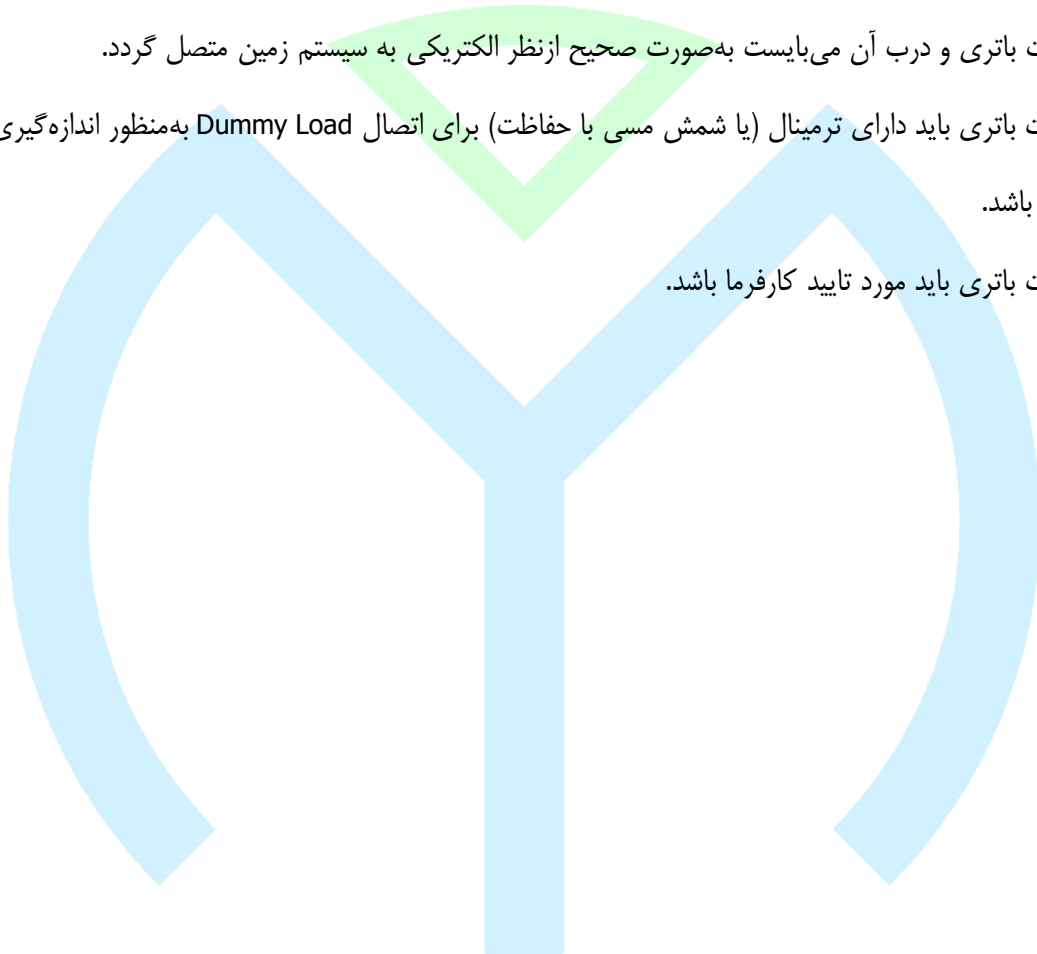 باتری و درب آن می‌بایست به‌صورت صحیح ازنظر الکتریکی به سیستم زمین متصل گردد.
باتری باید دارای ترمینال (یا شمش مسی با حفاظت) برای اتصال Dummy Load به‌منظور اندازه‌گیری
باشد.
باتری باید مورد تایید کارفرما باشد.